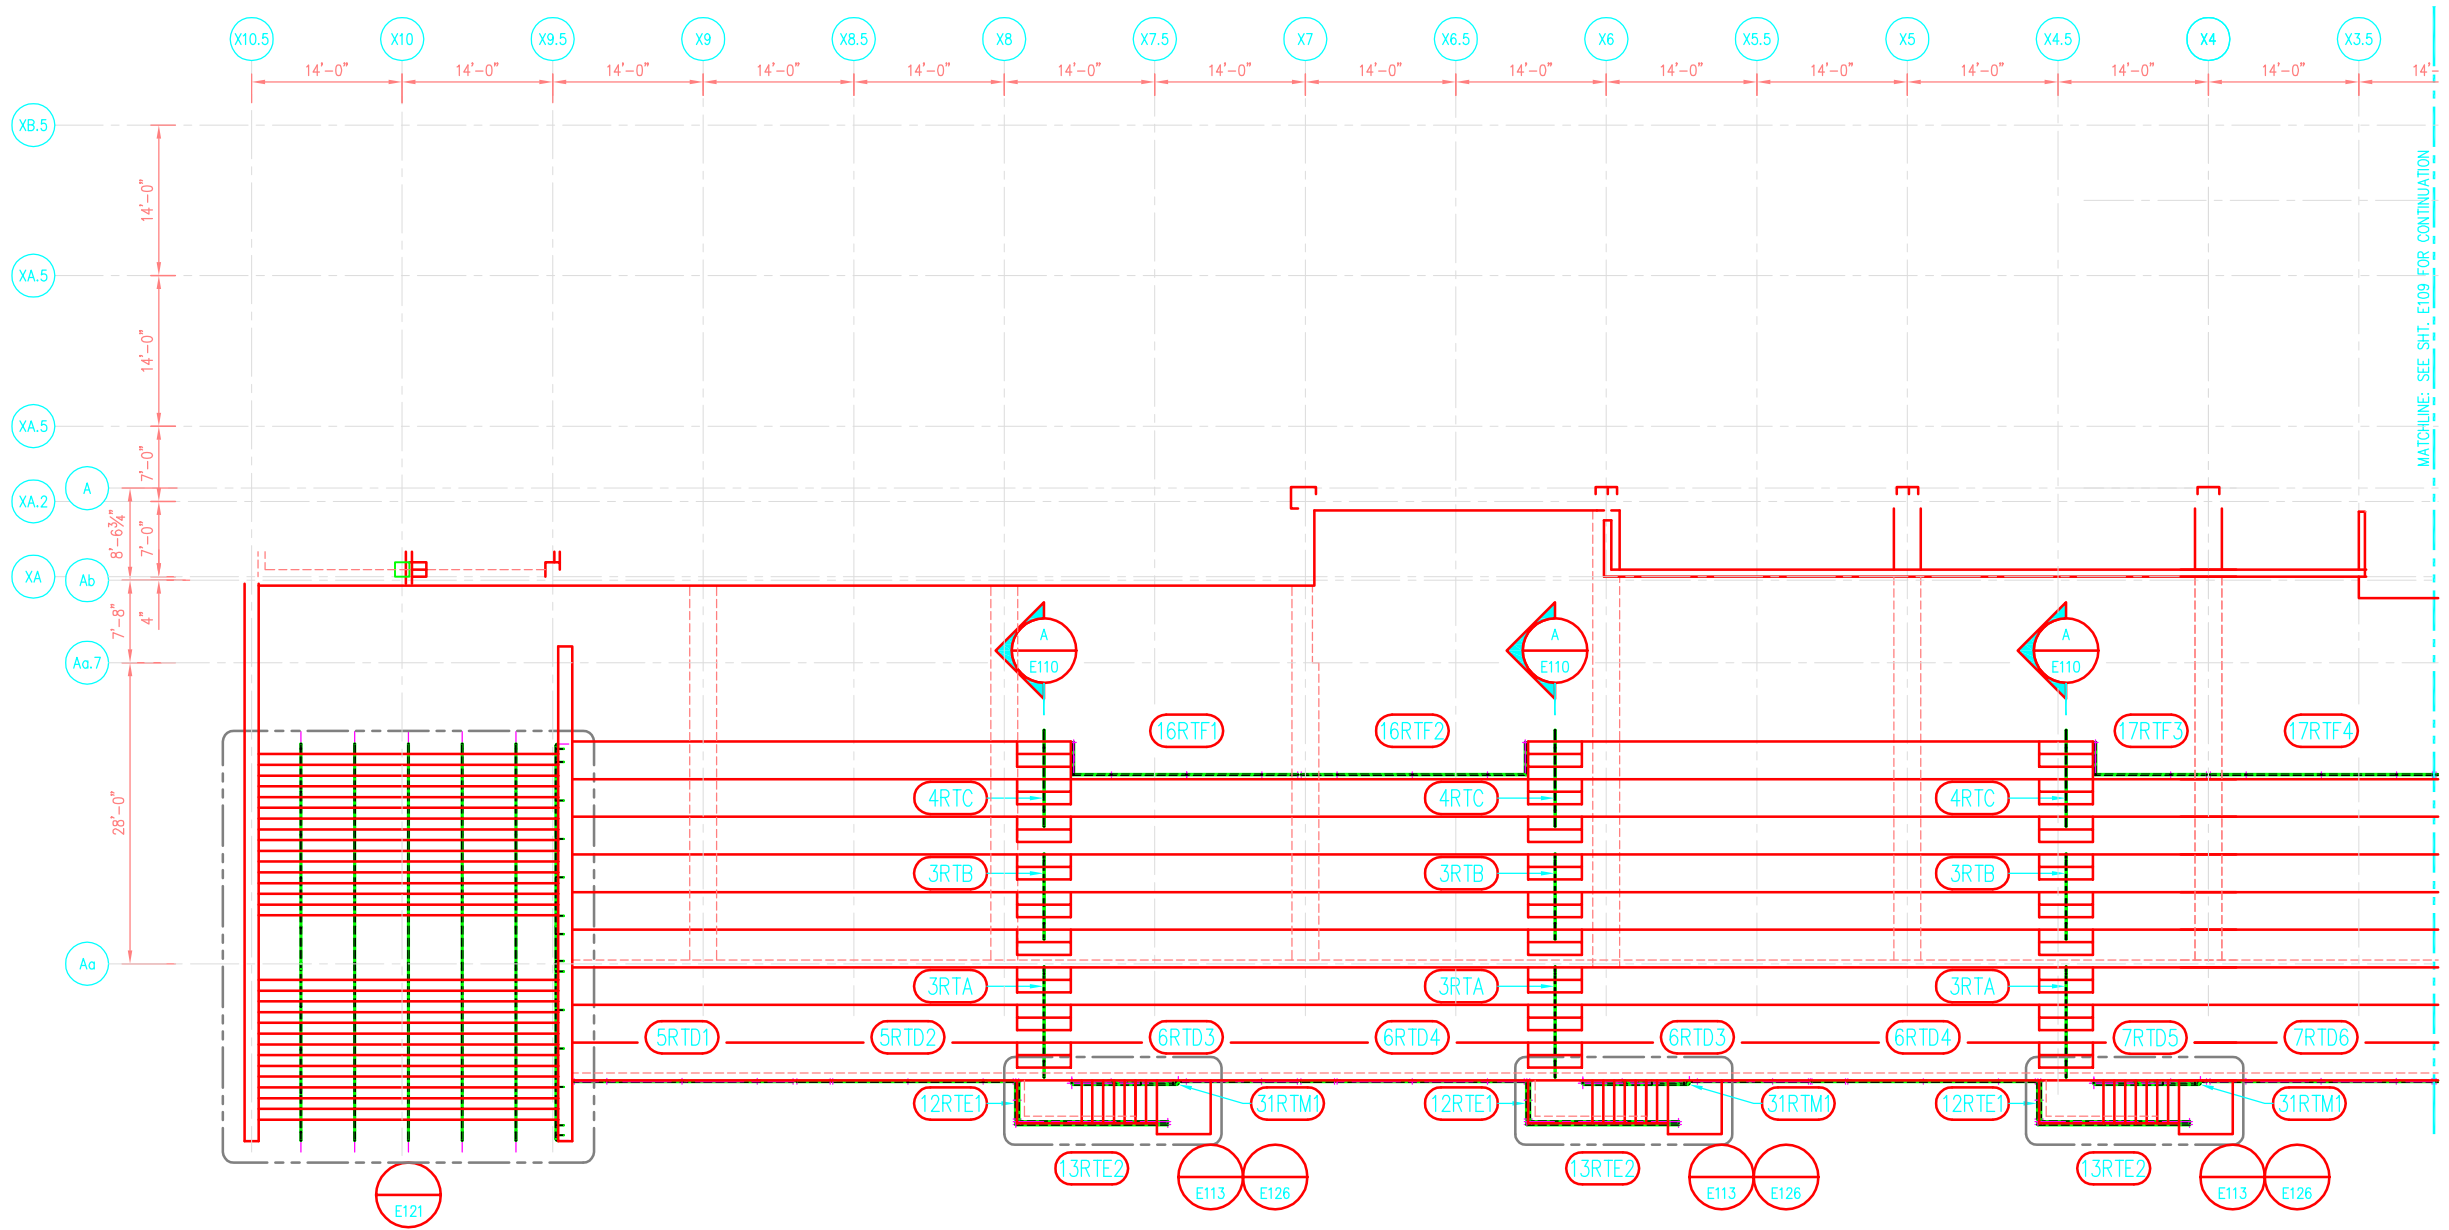 X10.5 X10 X9.5 X9 X8.5 X8 X7.5 X7 X6.5 X6 X5.5 X5 X4.5 X4 X3.5
14'-0" 14'-0" 14'-0" 14'-0" 14'-0" 14'-0" 14'-0" 14'-0" 14'-0" 14'-0" 14'-0" 14'-0" 14'-0" 14'-0" 14'-
XB.5
14'-0"
XA.5
14'-0"
XA.5
7'-0"
A
XA.2
8'-6¾"
7'-0"
XA
Ab
7'-8"
4"
Aa.7
28'-0"
Aa
MATCHLINE: SEE SHT. E109 FOR CONTINUATION
A A A
E110 E110 E110
16RTF1 16RTF2 17RTF3 17RTF4
4RTC 4RTC 4RTC
3RTB 3RTB 3RTB
3RTA 3RTA 3RTA
5RTD1 5RTD2 6RTD3 6RTD4 6RTD3 6RTD4 7RTD5 7RTD6
12RTE1 31RTM1 12RTE1 31RTM1 12RTE1 31RTM1
13RTE2 13RTE2 13RTE2
E113 E126 E113 E126 E113 E126
E121